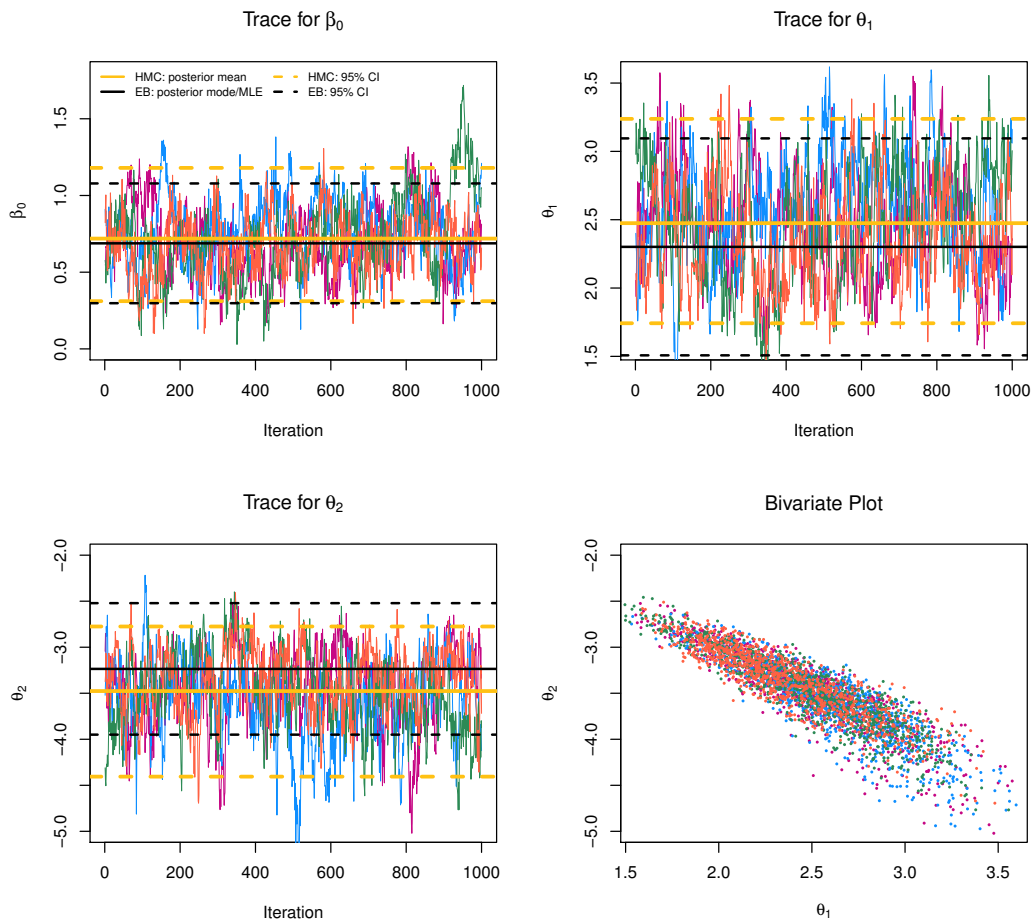 Trace for β0
HMC: posterior mean
EB: posterior mode/MLE
HMC: 95% CI
EB: 95% CI
0.0 0.5 1.0 1.5
β0
0 200 400 600 800 1000
Iteration
Trace for θ1
1.5 2.0 2.5 3.0 3.5
θ1
0 200 400 600 800 1000
Iteration
Trace for θ2
−5.0 −4.0 −3.0 −2.0
θ2
0 200 400 600 800 1000
Iteration
Bivariate Plot
−5.0 −4.0 −3.0 −2.0
θ2
1.5 2.0 2.5 3.0 3.5
θ1